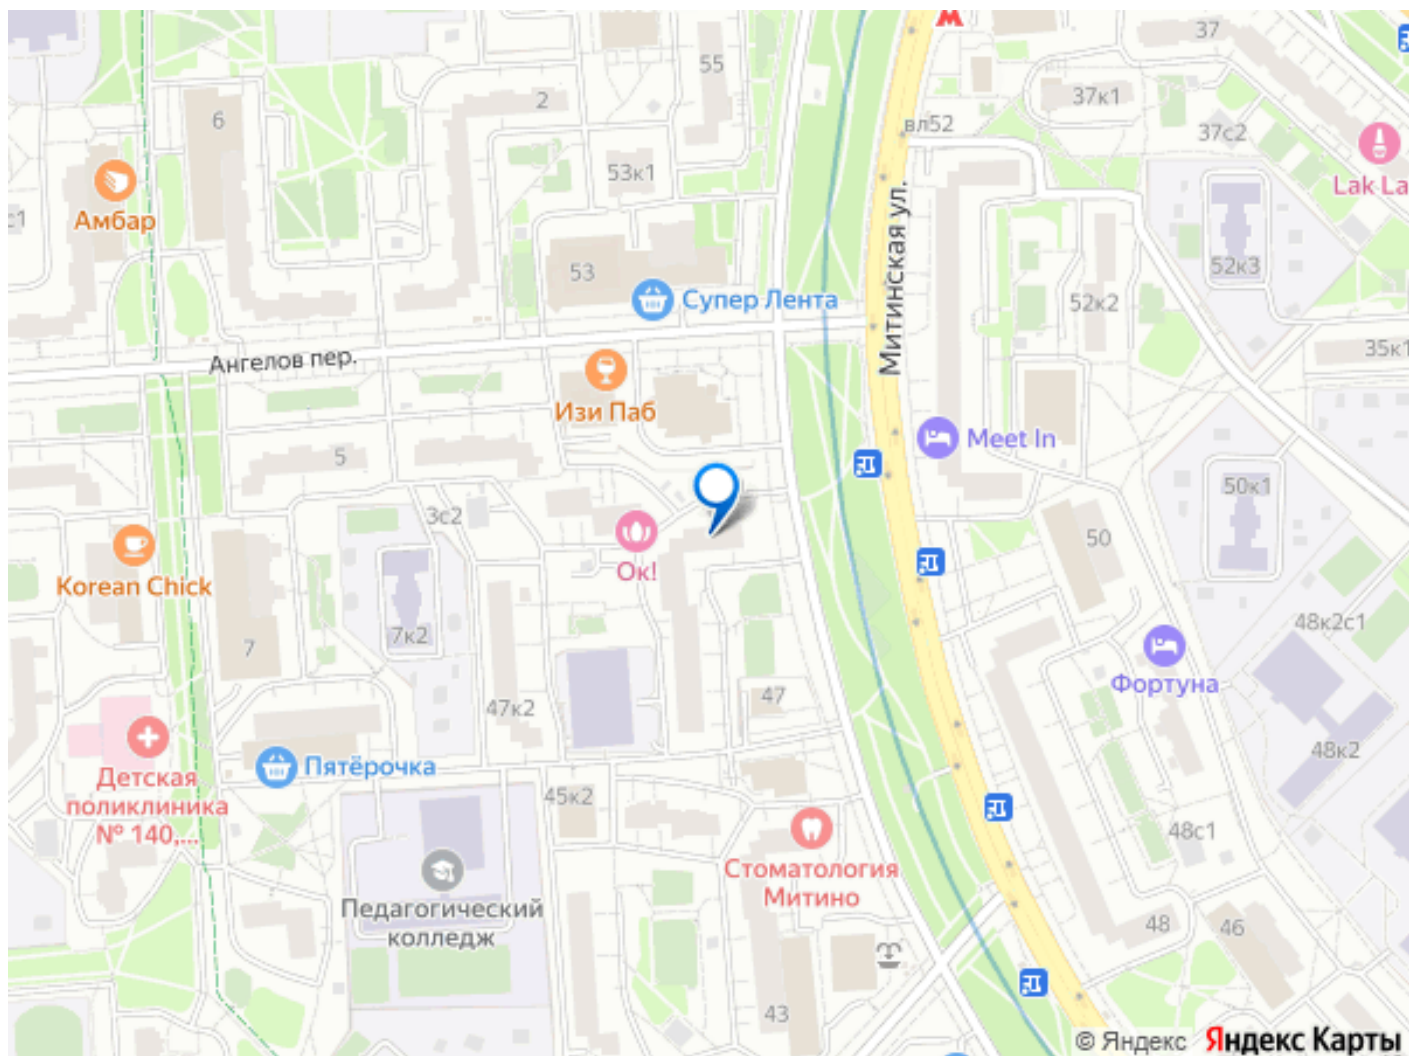 37
55
2
37к1
6
вл52
37с2
53к1
Lak La
Амбар
Митинская ул.
52к3
53
Супер Лента
52к2
Ангелов пер.
35к1
Изи Паб
Meet In
5
50к1
3с2
50
Ок!
Korean Chick
7к2
7
48к2с1
Фортуна
47
47к2
48к2
Пятёрочка
Детская
поликлиника
№ 140,...
45к2
48с1
Стоматология
Митино
Педагогический
колледж
48
46
43
© Яндекс Яндекс Карты